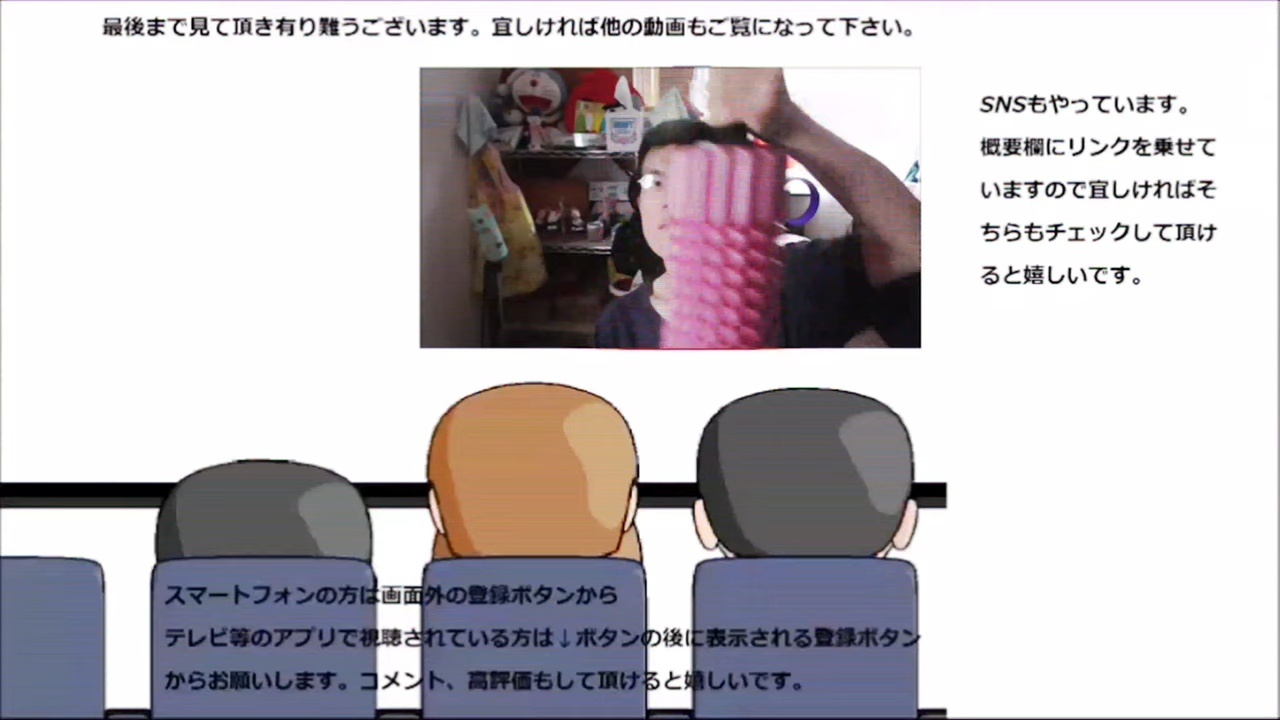 最後まで見て頂き有り難うございます。宜しければ他の動画もご覧になって下さい。
SNSもやっています。
概要欄にリンクを乗せて
いますので宜しければそ
ちらもチェックして頂け
ると嬉しいです。
スマートフォンの方は画面外の登録ボタンから
テレビ等のアプリで視聴されている方は↓ボタンの後に表示される登録ボタン
からお願いします。コメント、高評価もして頂けると嬉しいです。